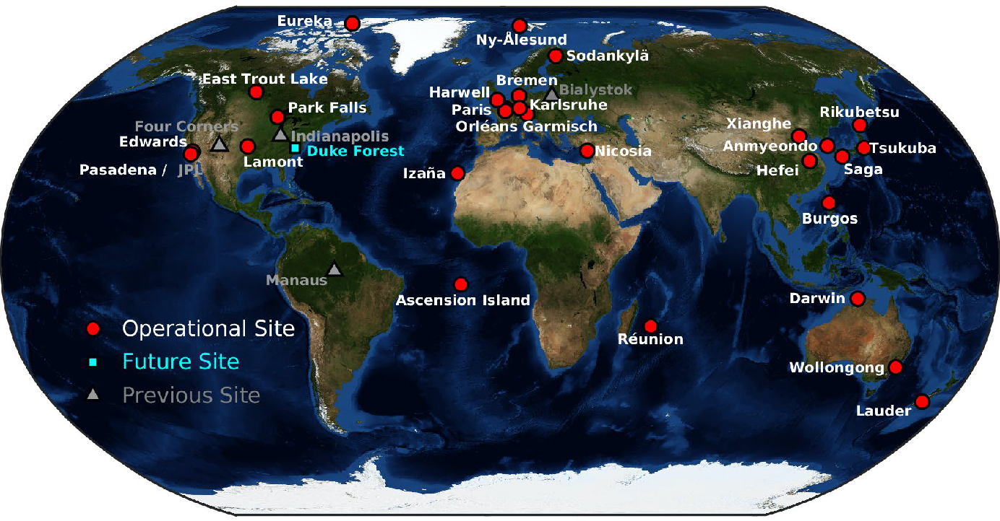 Eureka
Ny-Ålesund
Sodankylä
East Trout Lake
Bremen
Harwell
Bialystok
Park Falls
Paris
Karlsruhe
Rikubetsu
Four Corners
Orléans Garmisch
Xianghe
Edwards
Indianapolis
Anmyeondo
Tsukuba
Duke Forest
Nicosia
Lamont
Pasadena / JPL
Izaña
Hefei
Saga
Burgos
Manaus
Ascension Island
Darwin
Réunion
Operational Site
Future Site
Previous Site
Wollongong
Lauder